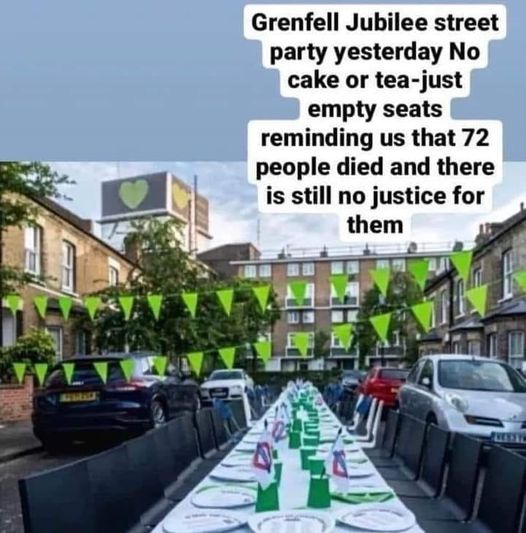 Grenfell Jubilee street
party yesterday No
cake or tea-just
empty seats
reminding us that 72
people died and there
is still no justice for
them